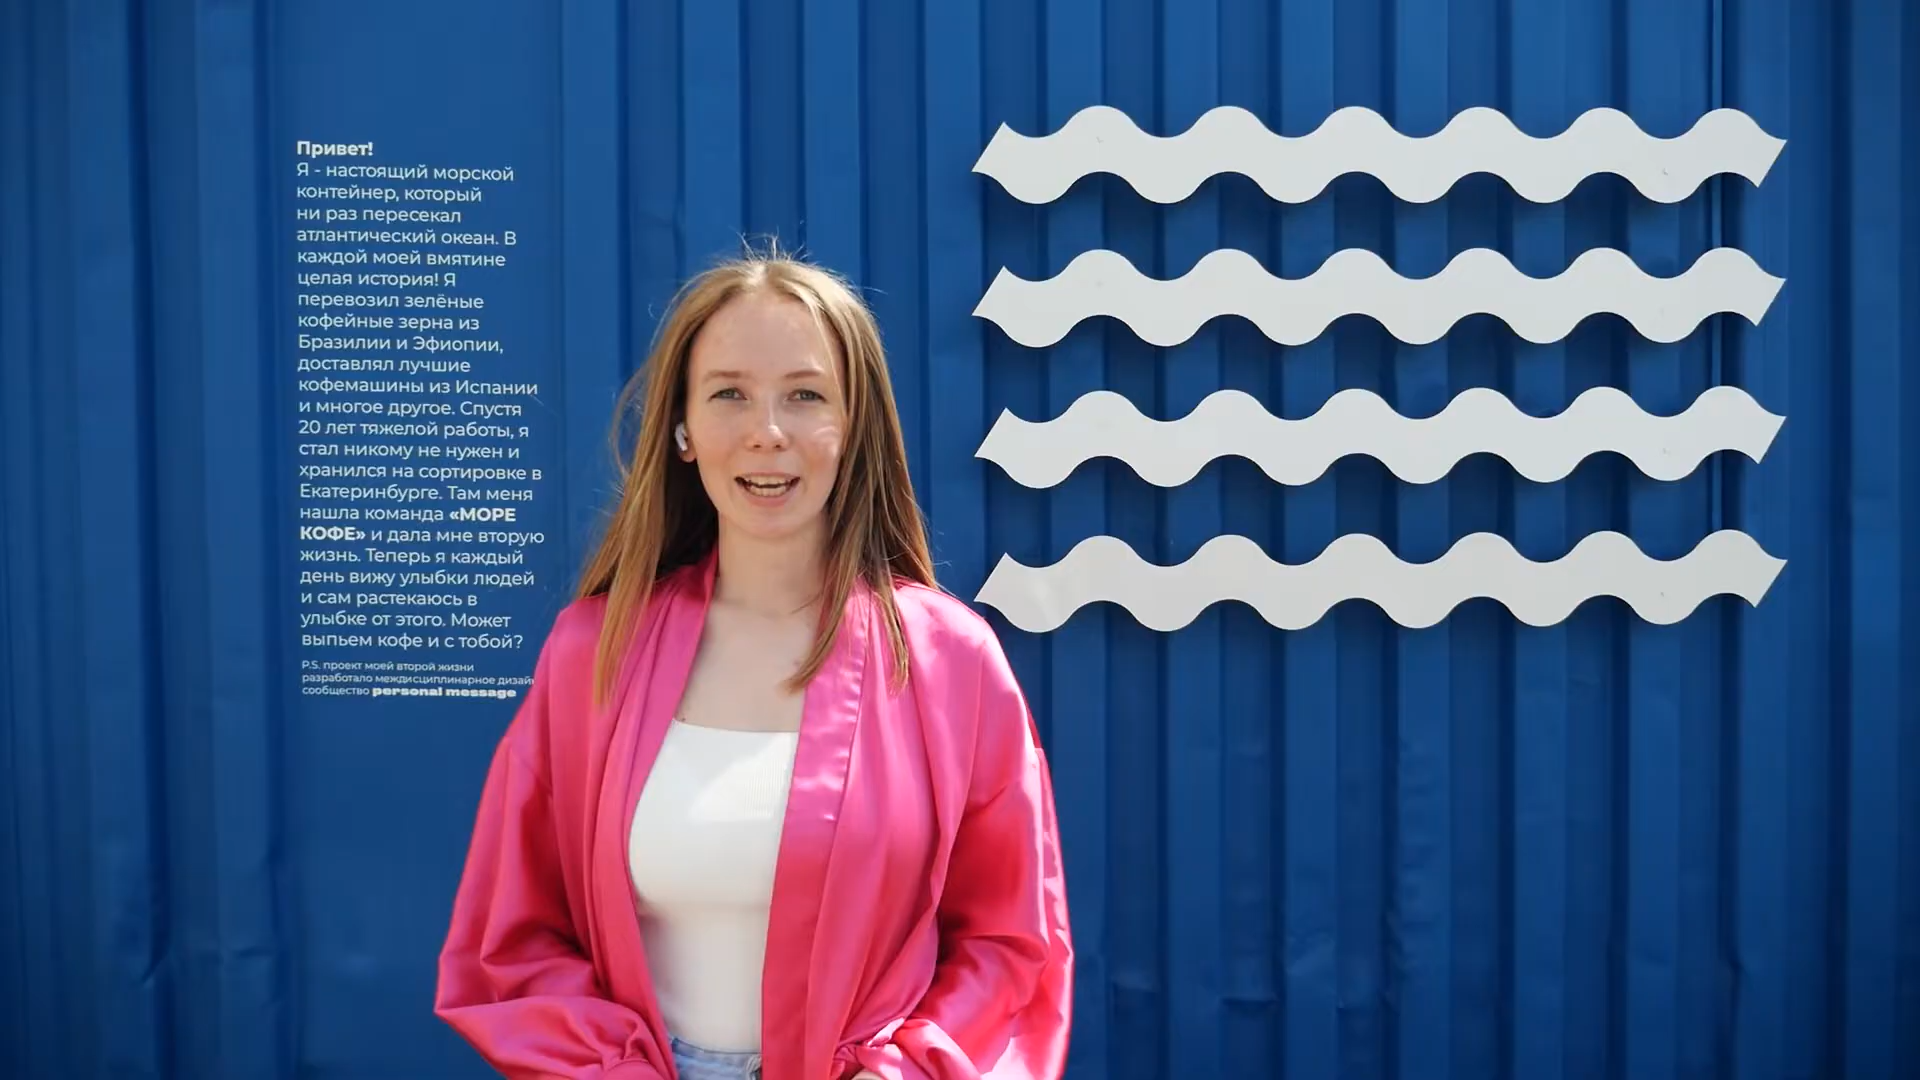 Привет!
Я - настоящий морской
контейнер, который
ни раз пересекал
атлантический океан. В
каждой моей вмятине
целая история! Я
перевозил зелёные
кофейные зерна из
Бразилии и Эфиопии,
доставлял лучшие
кофемашины из Испании
и многое другое. Спустя
20 лет тяжелой работы, я
стал никому не нужен и
хранился на сортировке в
Екатеринбурге. Там меня
нашла команда «МОРЕ
КОФЕ» и дала мне вторую
жизнь. Теперь я каждый
день вижу улыбки людей
и сам растекаюсь в
улыбке от этого. Может
выпьем кофе и с тобой?
P.S. проект моей второй жизни
разработало междисциплинарное дизайн
сообщество personal message